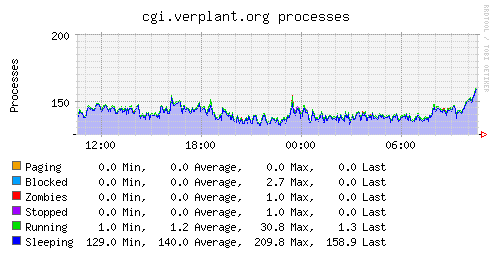 cgi.verplant.org processes
RRDTOOL / TOBI OETIKER
Processes
200
150
12:00 18:00 00:00 06:00
Paging 0.0 Min, 0.0 Average, 0.0 Max, 0.0 Last
Blocked 0.0 Min, 0.0 Average, 2.7 Max, 0.0 Last
Zombies 0.0 Min, 0.0 Average, 1.0 Max, 0.0 Last
Stopped 0.0 Min, 0.0 Average, 1.0 Max, 0.0 Last
Running 1.0 Min, 1.2 Average, 30.8 Max, 1.3 Last
Sleeping 129.0 Min, 140.0 Average, 209.8 Max, 158.9 Last